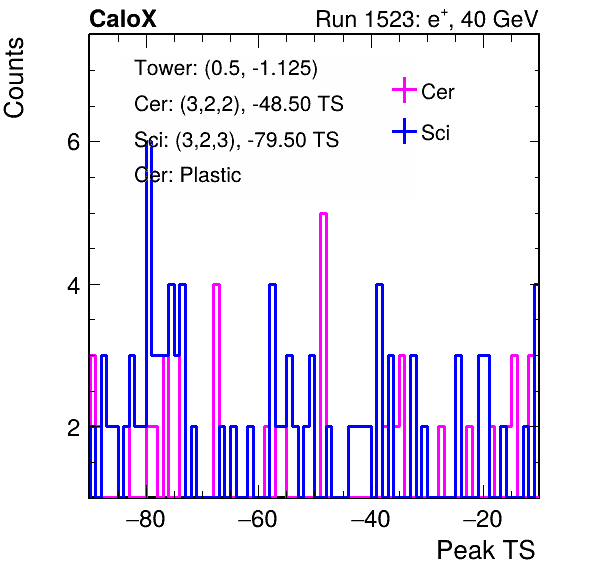 CaloX Run 1523: e+, 40 GeV
Counts
Tower: (0.5, -1.125)
Cer: (3,2,2), -48.50 TS
Sci: (3,2,3), -79.50 TS
Cer: Plastic
Cer
Sci
6
4
2
−80 −60 −40 −20
Peak TS